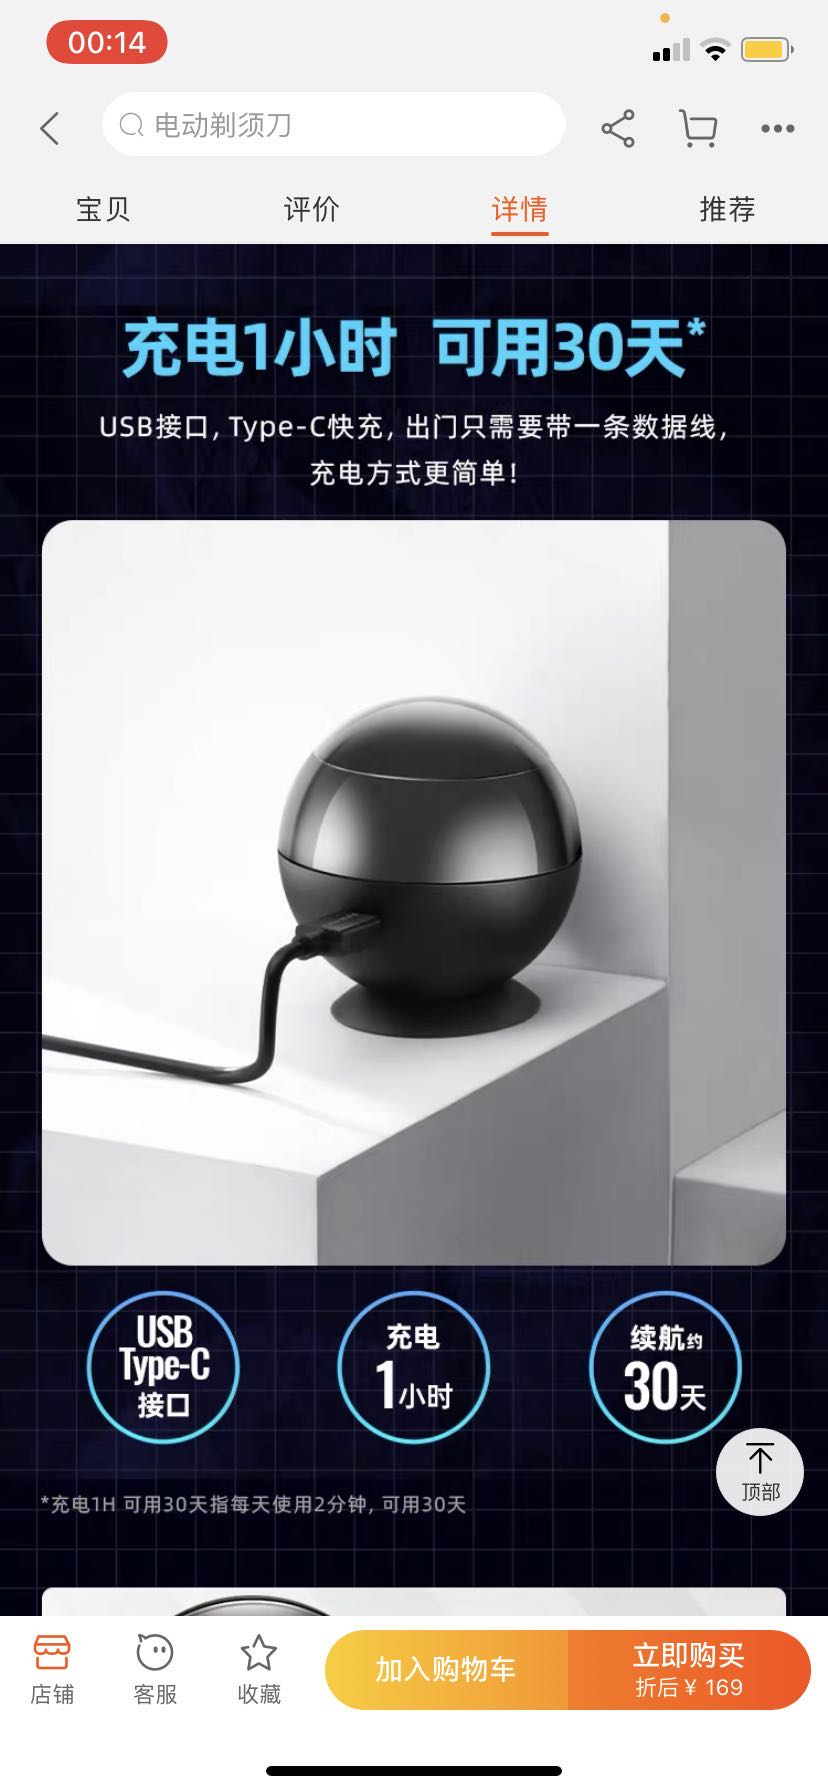 00:14
电动剃须刀
宝贝
评价
详情
推荐
充电1小时 可用30天*
USB接口, Type-C快充, 出门只需要带一条数据线,
充电方式更简单!
USB
Type-C
接口
充电
1小时
续航约
30天
顶部
*充电1H 可用30天指每天使用2分钟, 可用30天
店铺
客服
收藏
加入购物车
立即购买
折后 ¥ 169